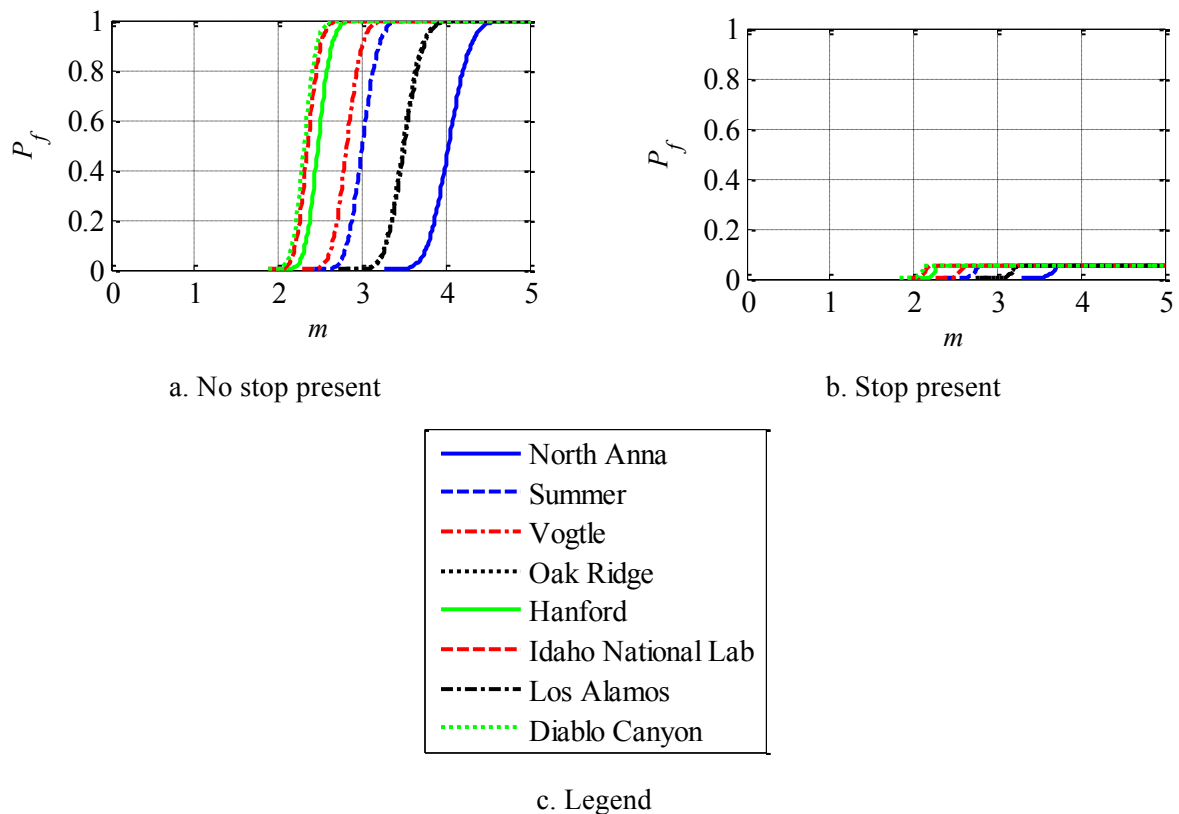 1
0.8
0.6
0.4
0.2
0
P_f
0 1 2 3 4 5
m
a. No stop present
1
0.8
0.6
0.4
0.2
0
P_f
0 1 2 3 4 5
m
b. Stop present
North Anna
Summer
Vogtle
Oak Ridge
Hanford
Idaho National Lab
Los Alamos
Diablo Canyon
c. Legend